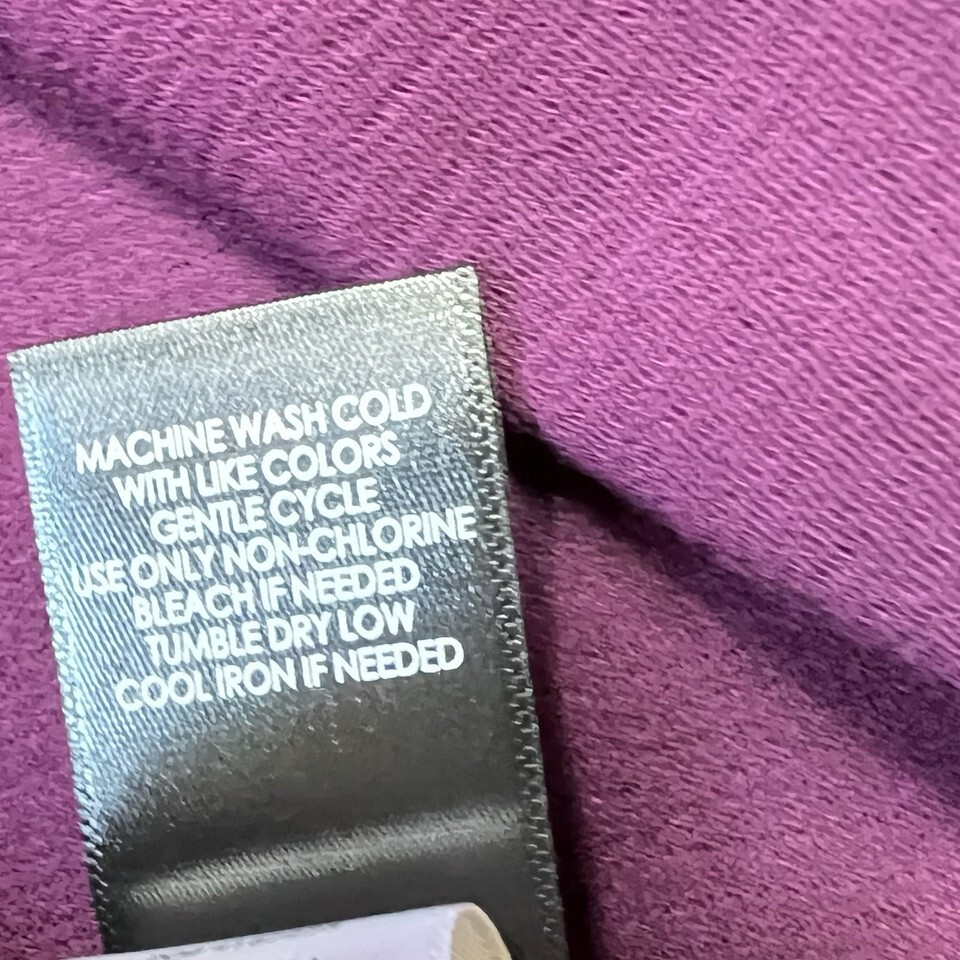 MACHINE WASH COLD
WITH LIKE COLORS
GENTLE CYCLE
USE ONLY NON-CHLORINE
BLEACH IF NEEDED
TUMBLE DRY LOW
COOL IRON IF NEEDED